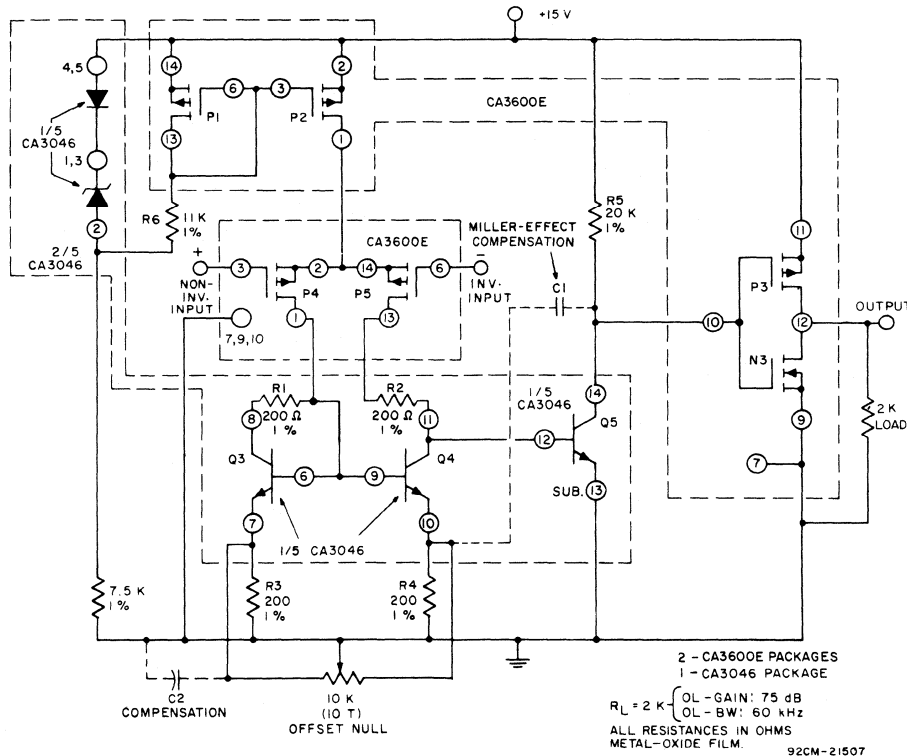 +15 V
4,5
14
2
CA3600E
6
3
P1
P2
1/5
CA3046
13
1
1,3
2
R6
11 K
1%
2/5
CA3046
R5
20 K
1%
MILLER-EFFECT
COMPENSATION
C1
11
CA3600E
+
3
2
14
6
−
NON-
INV.
INPUT
P4
P5
INV.
INPUT
1
13
7,9,10
P3
10
12
OUTPUT
N3
9
7
2 K
LOAD
R1
200 Ω
1 %
R2
200 Ω
1 %
8
11
1/5
CA3046
14
Q5
12
Q3
6
9
Q4
SUB.
13
7
10
1/5 CA3046
7.5 K
1 %
R3
200
1%
R4
200
1%
C2
COMPENSATION
10 K
(10 T)
OFFSET NULL
2 - CA3600E PACKAGES
1 - CA3046 PACKAGE
RL = 2 K { OL-GAIN: 75 dB
OL-BW: 60 kHz
ALL RESISTANCES IN OHMS
METAL-OXIDE FILM.
92CM-21507